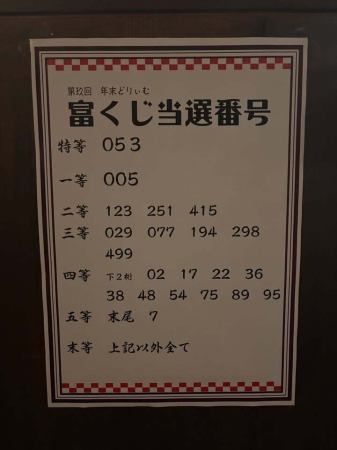 第玖回 年末どりぃむ
富くじ当選番号
特等 053
一等 005
二等 123 251 415
三等 029 077 194 298
499
四等 下2桁 02 17 22 36
38 48 54 75 89 95
五等 末尾 7
末等 上記以外全て